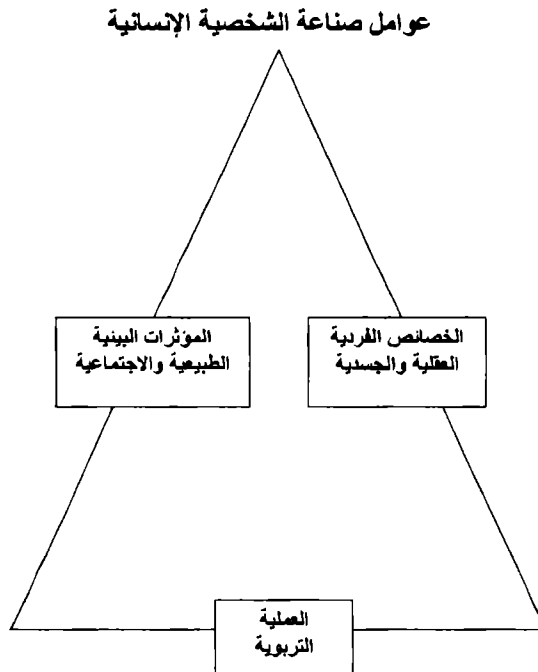 عوامل صناعة الشخصية الإنسانية
الخصائص الفردية
العقلية والجسدية
المؤثرات البيئية
الطبيعية والاجتماعية
العملية
التربوية